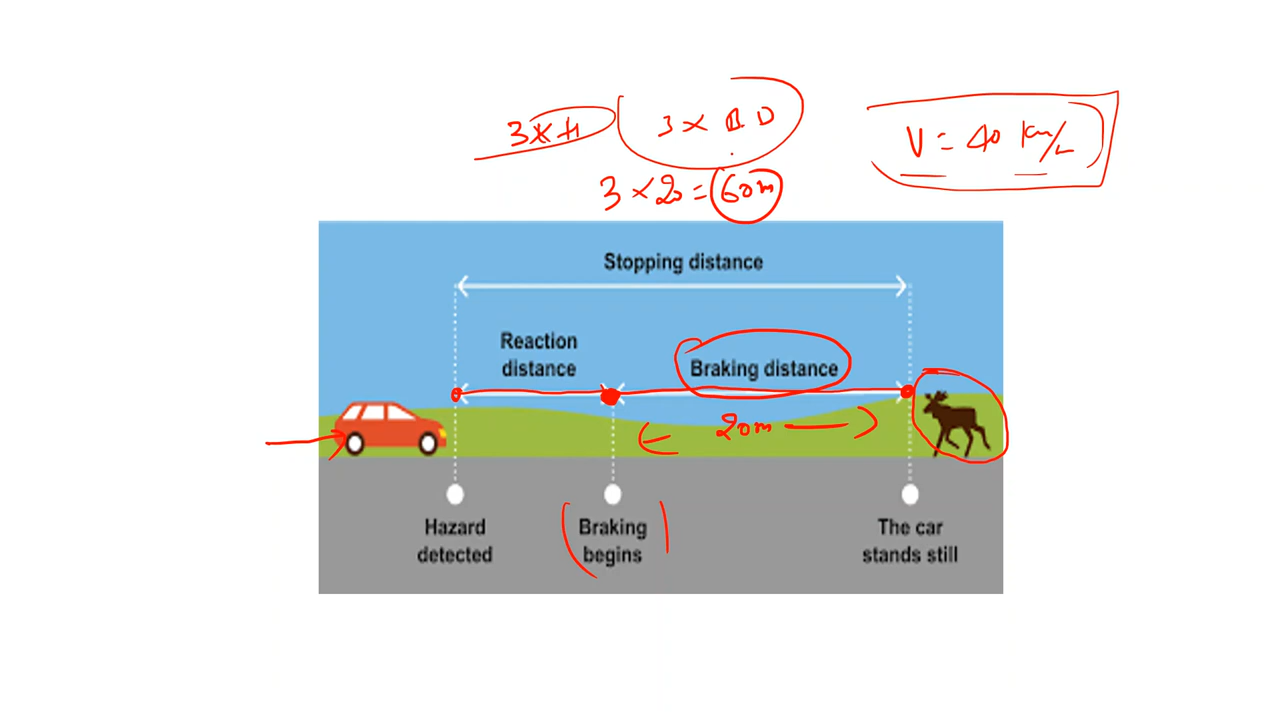 3 × H
3 × B D
V = 40 Km/h
3 × 20 = 60m
Stopping distance
Reaction
distance
Braking distance
20m
Hazard
detected
Braking
begins
The car
stands still